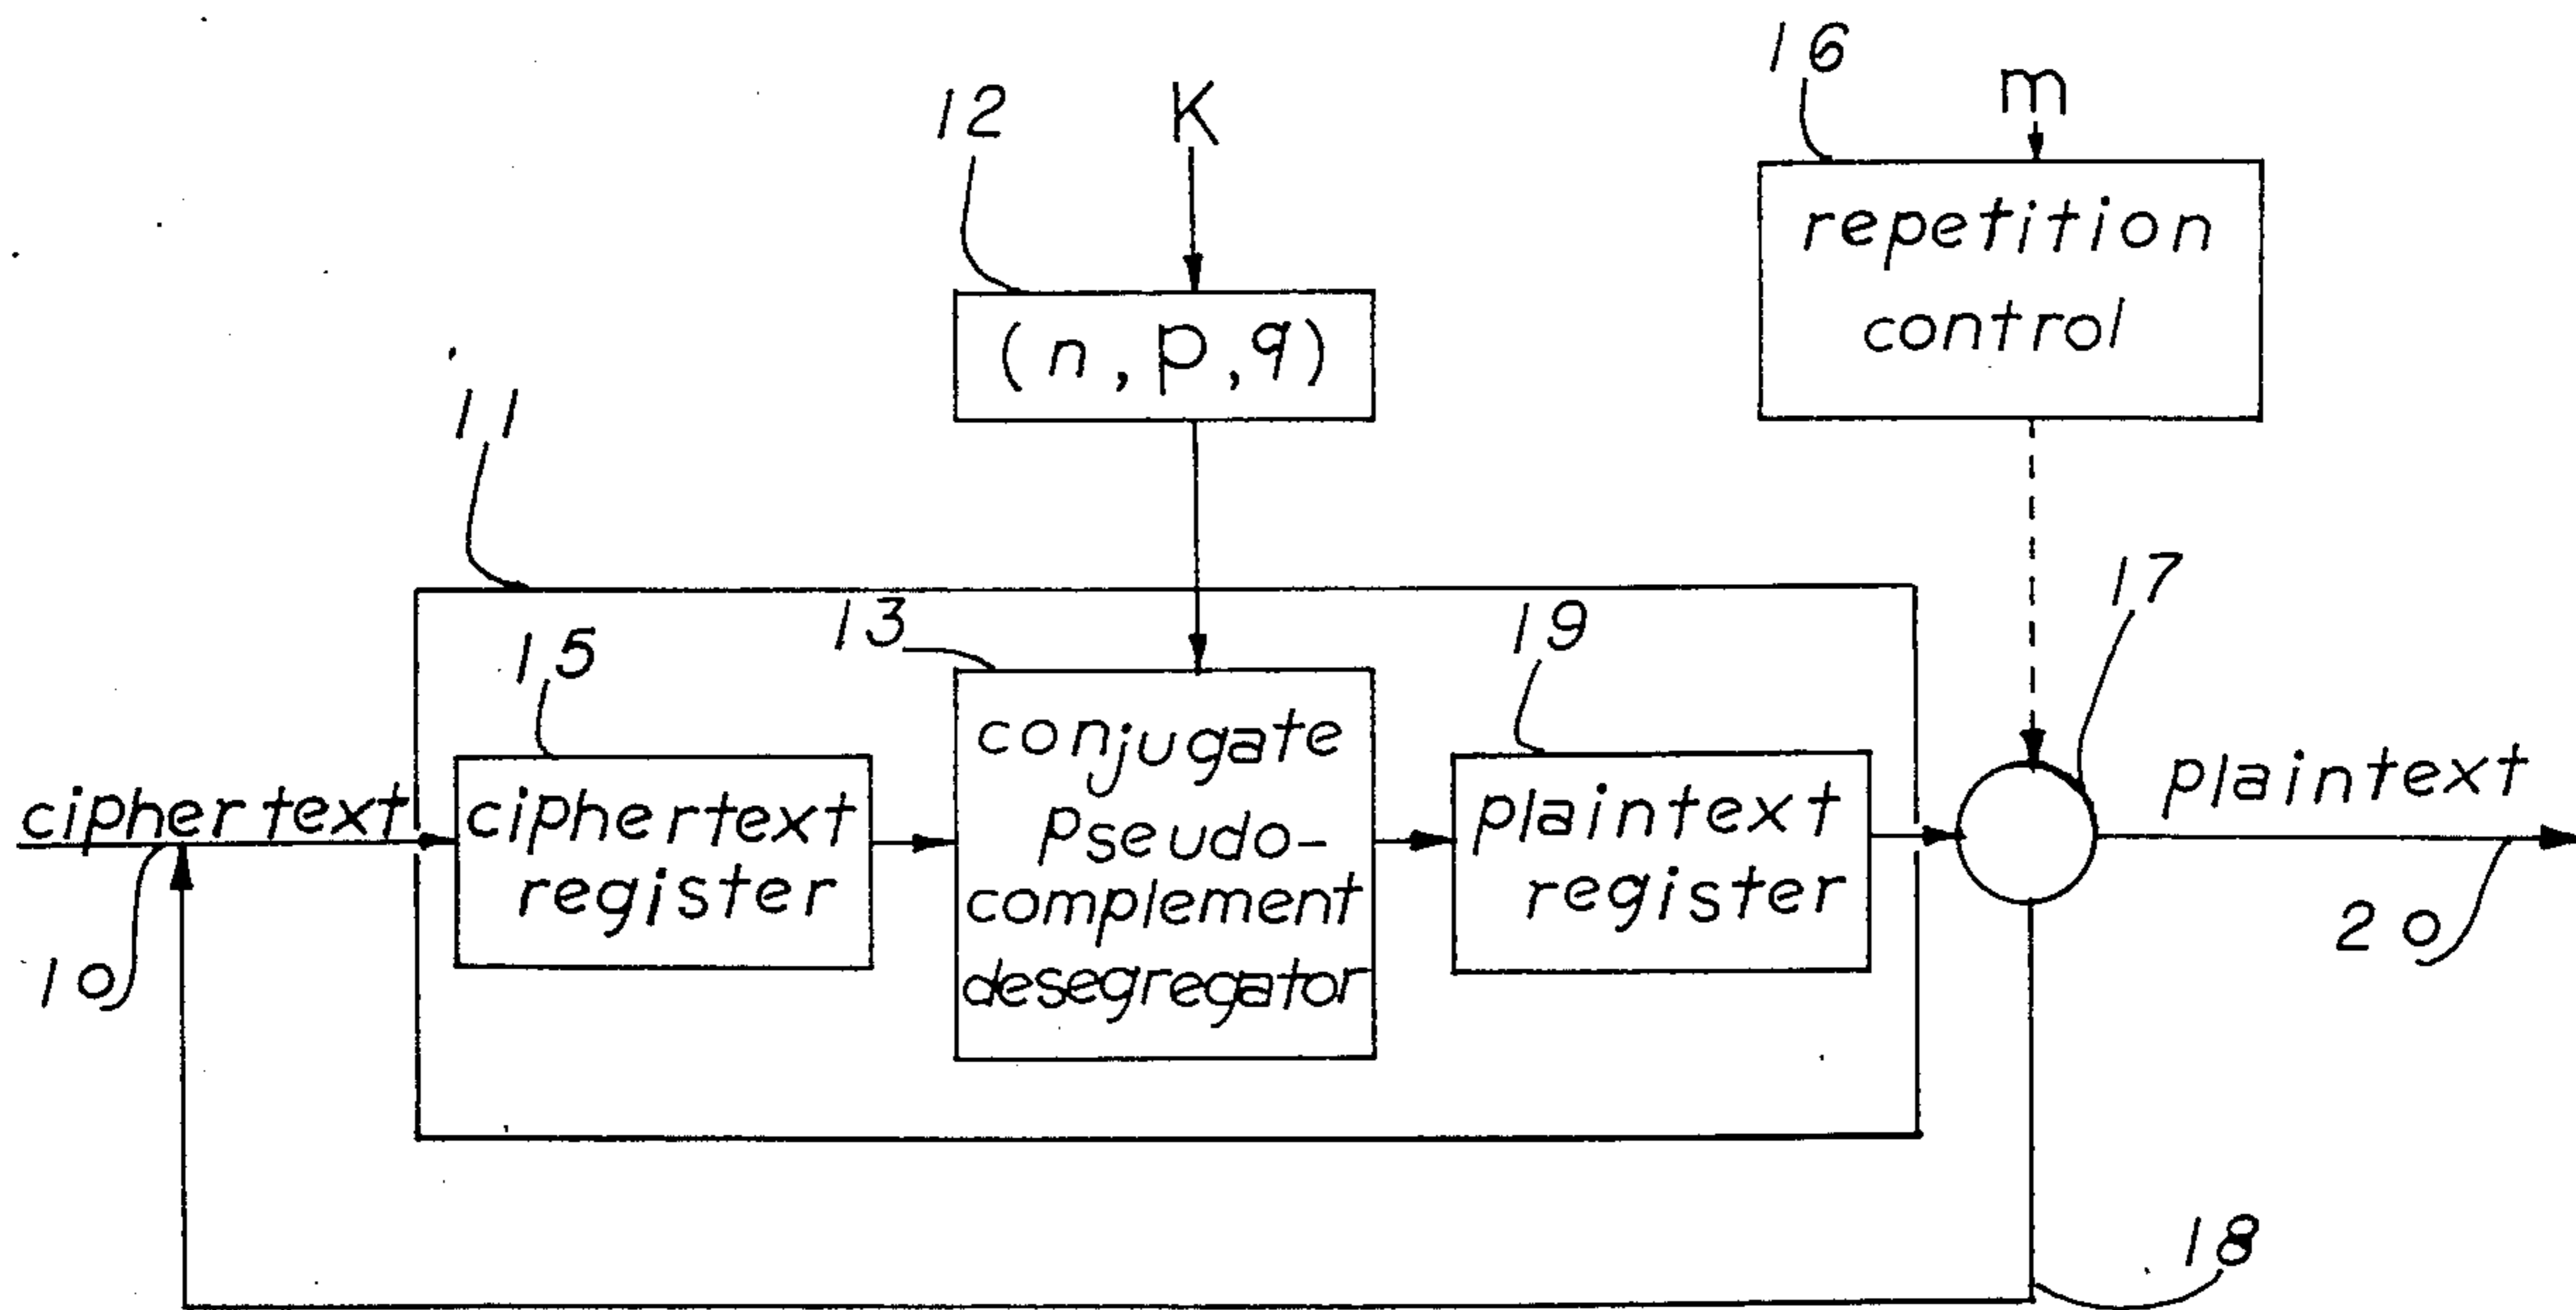 16
m
12
K
repetition
control
(n, p, q)
11
17
13
19
15
conjugate
pseudo-
complement
desegregator
ciphertext
ciphertext
register
plaintext
register
plaintext
10
20
18